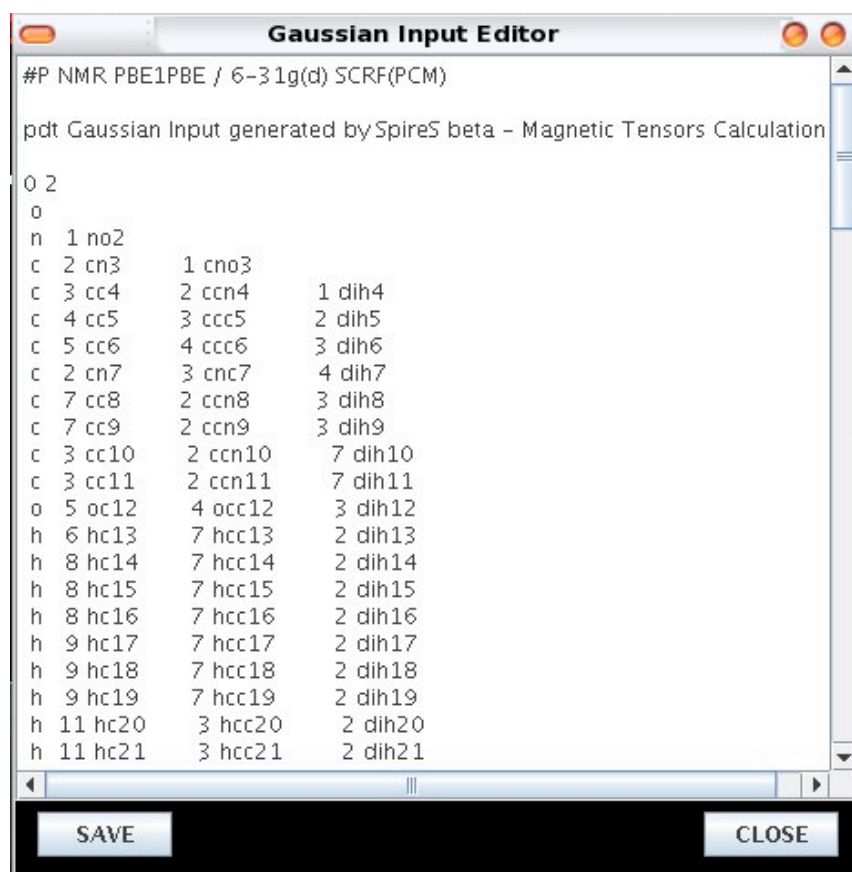 Gaussian Input Editor
#P NMR PBE1PBE / 6-31g(d) SCRF(PCM)
pdt Gaussian Input generated by SpireS beta – Magnetic Tensors Calculation
0 2
o
n 1 no2
c 2 cn3 1 cno3
c 3 cc4 2 ccn4 1 dih4
c 4 cc5 3 ccc5 2 dih5
c 5 cc6 4 ccc6 3 dih6
c 2 cn7 3 cnc7 4 dih7
c 7 cc8 2 ccn8 3 dih8
c 7 cc9 2 ccn9 3 dih9
c 3 cc10 2 ccn10 7 dih10
c 3 cc11 2 ccn11 7 dih11
o 5 oc12 4 occ12 3 dih12
h 6 hc13 7 hcc13 2 dih13
h 8 hc14 7 hcc14 2 dih14
h 8 hc15 7 hcc15 2 dih15
h 8 hc16 7 hcc16 2 dih16
h 9 hc17 7 hcc17 2 dih17
h 9 hc18 7 hcc18 2 dih18
h 9 hc19 7 hcc19 2 dih19
h 11 hc20 3 hcc20 2 dih20
h 11 hc21 3 hcc21 2 dih21
SAVE CLOSE